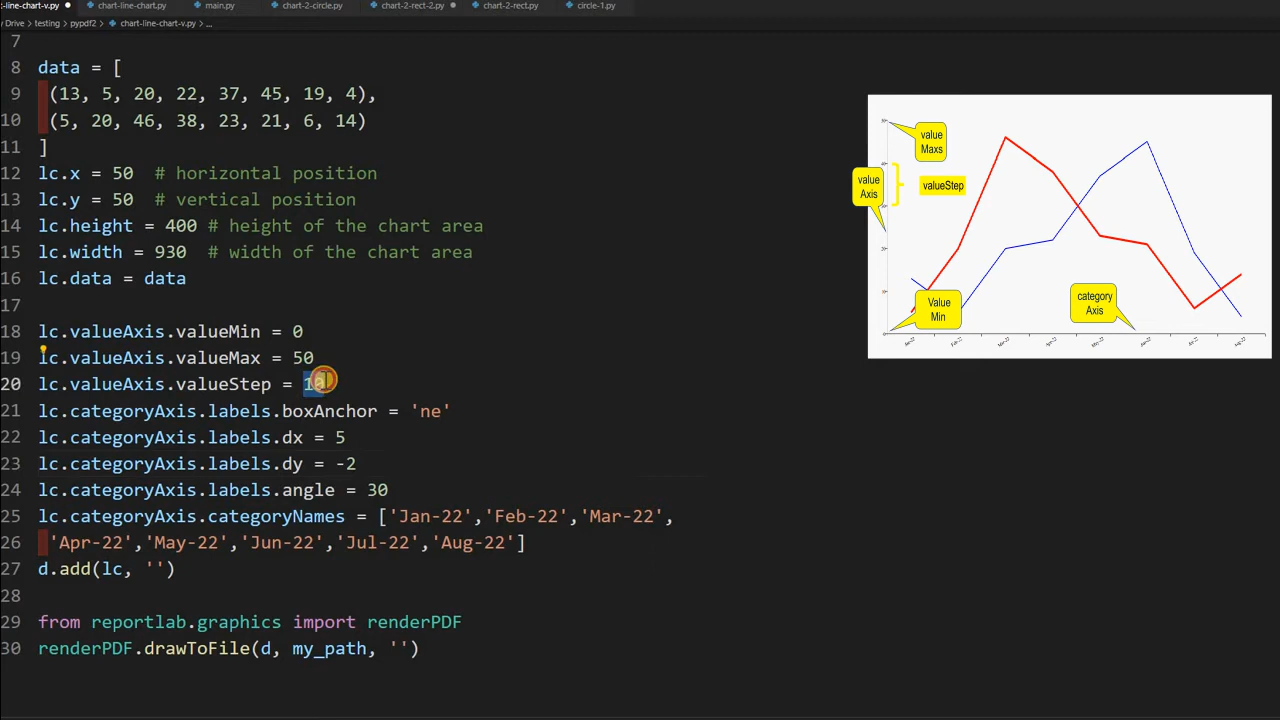 -line-chart-v.py chart-line-chart.py main.py chart-2-circle.py chart-2-rect-2.py chart-2-rect.py circle-1.py
Drive > testing > pypdf2 > chart-line-chart-v.py > ...
7
8 data = [
9 (13, 5, 20, 22, 37, 45, 19, 4),
10 (5, 20, 46, 38, 23, 21, 6, 14)
11 ]
12 lc.x = 50 # horizontal position
13 lc.y = 50 # vertical position
14 lc.height = 400 # height of the chart area
15 lc.width = 930 # width of the chart area
16 lc.data = data
17
18 lc.valueAxis.valueMin = 0
19 lc.valueAxis.valueMax = 50
20 lc.valueAxis.valueStep = 10
21 lc.categoryAxis.labels.boxAnchor = 'ne'
22 lc.categoryAxis.labels.dx = 5
23 lc.categoryAxis.labels.dy = -2
24 lc.categoryAxis.labels.angle = 30
25 lc.categoryAxis.categoryNames = ['Jan-22','Feb-22','Mar-22',
26 'Apr-22','May-22','Jun-22','Jul-22','Aug-22']
27 d.add(lc, '')
28
29 from reportlab.graphics import renderPDF
30 renderPDF.drawToFile(d, my_path, '')
value
Maxs
value
Axis
valueStep
Value
Min
category
Axis